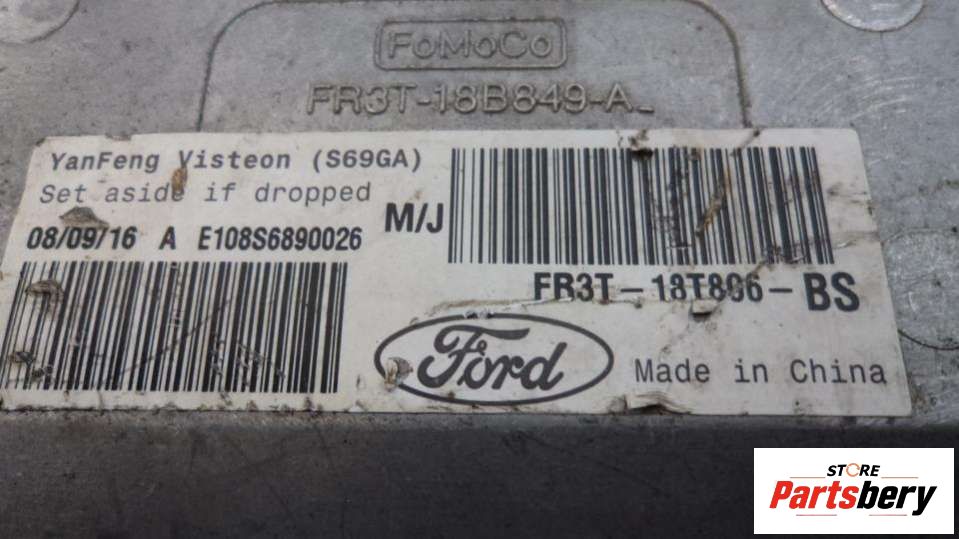 FoMoCo
FR3T-18B849-A
YanFeng Visteon (S69GA)
Set aside if dropped
08/09/16 A E108S6890026
M/J
FR3T-18T806-BS
Ford
Made in China
STORE
Partsbery